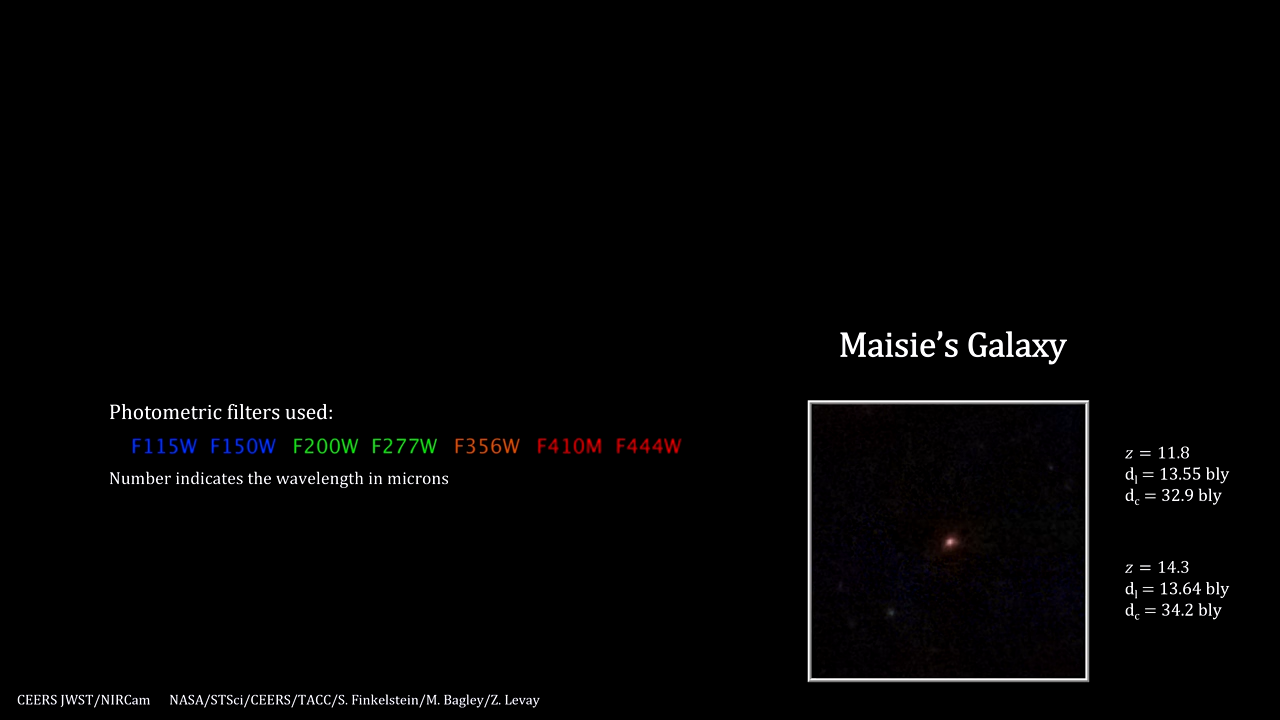 Maisie’s Galaxy
Photometric filters used:
F115W F150W F200W F277W F356W F410M F444W
Number indicates the wavelength in microns
z = 11.8
dl = 13.55 bly
dc = 32.9 bly
z = 14.3
dl = 13.64 bly
dc = 34.2 bly
CEERS JWST/NIRCam NASA/STSci/CEERS/TACC/S. Finkelstein/M. Bagley/Z. Levay